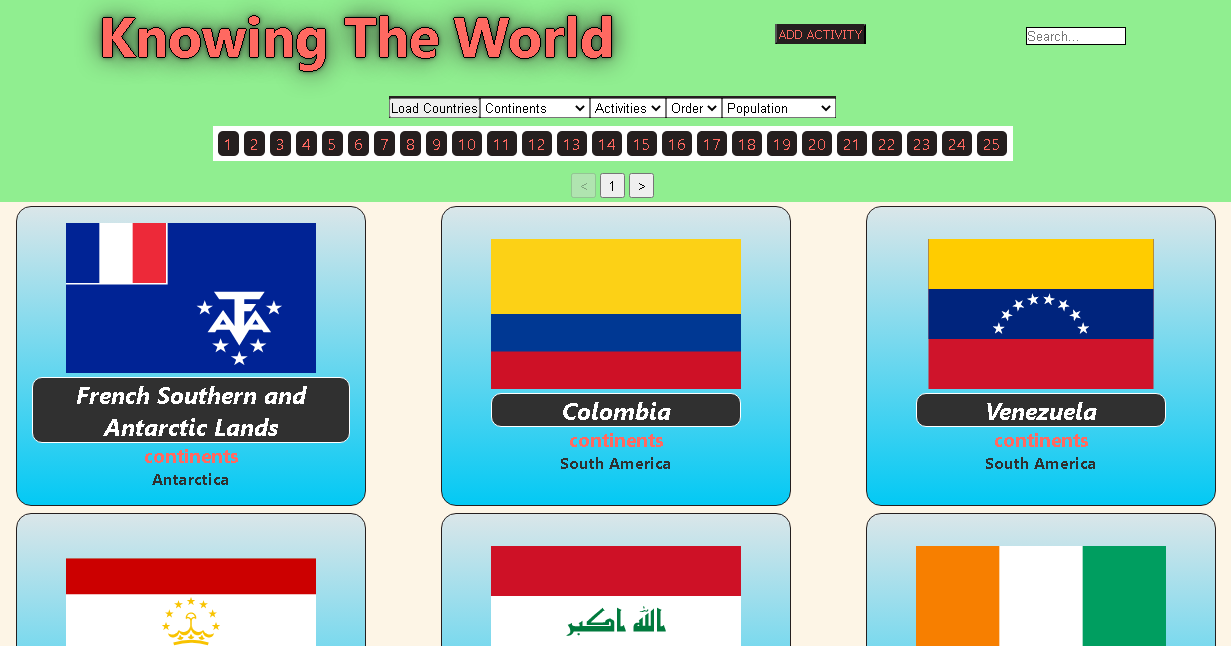 Knowing The World
ADD ACTIVITY
Search...
Load Countries Continents Activities Order Population
1 2 3 4 5 6 7 8 9 10 11 12 13 14 15 16 17 18 19 20 21 22 23 24 25
< 1 >
French Southern and
Antarctic Lands
continents
Antarctica
Colombia
continents
South America
Venezuela
continents
South America
الله اكبر